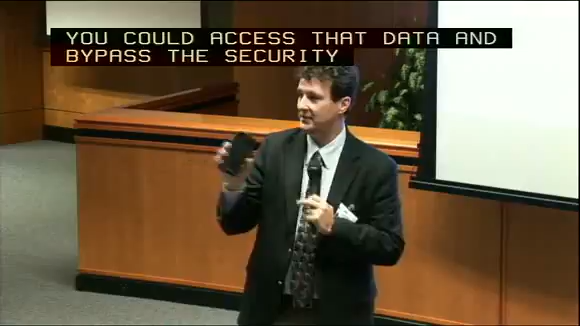 YOU COULD ACCESS THAT DATA AND
BYPASS THE SECURITY